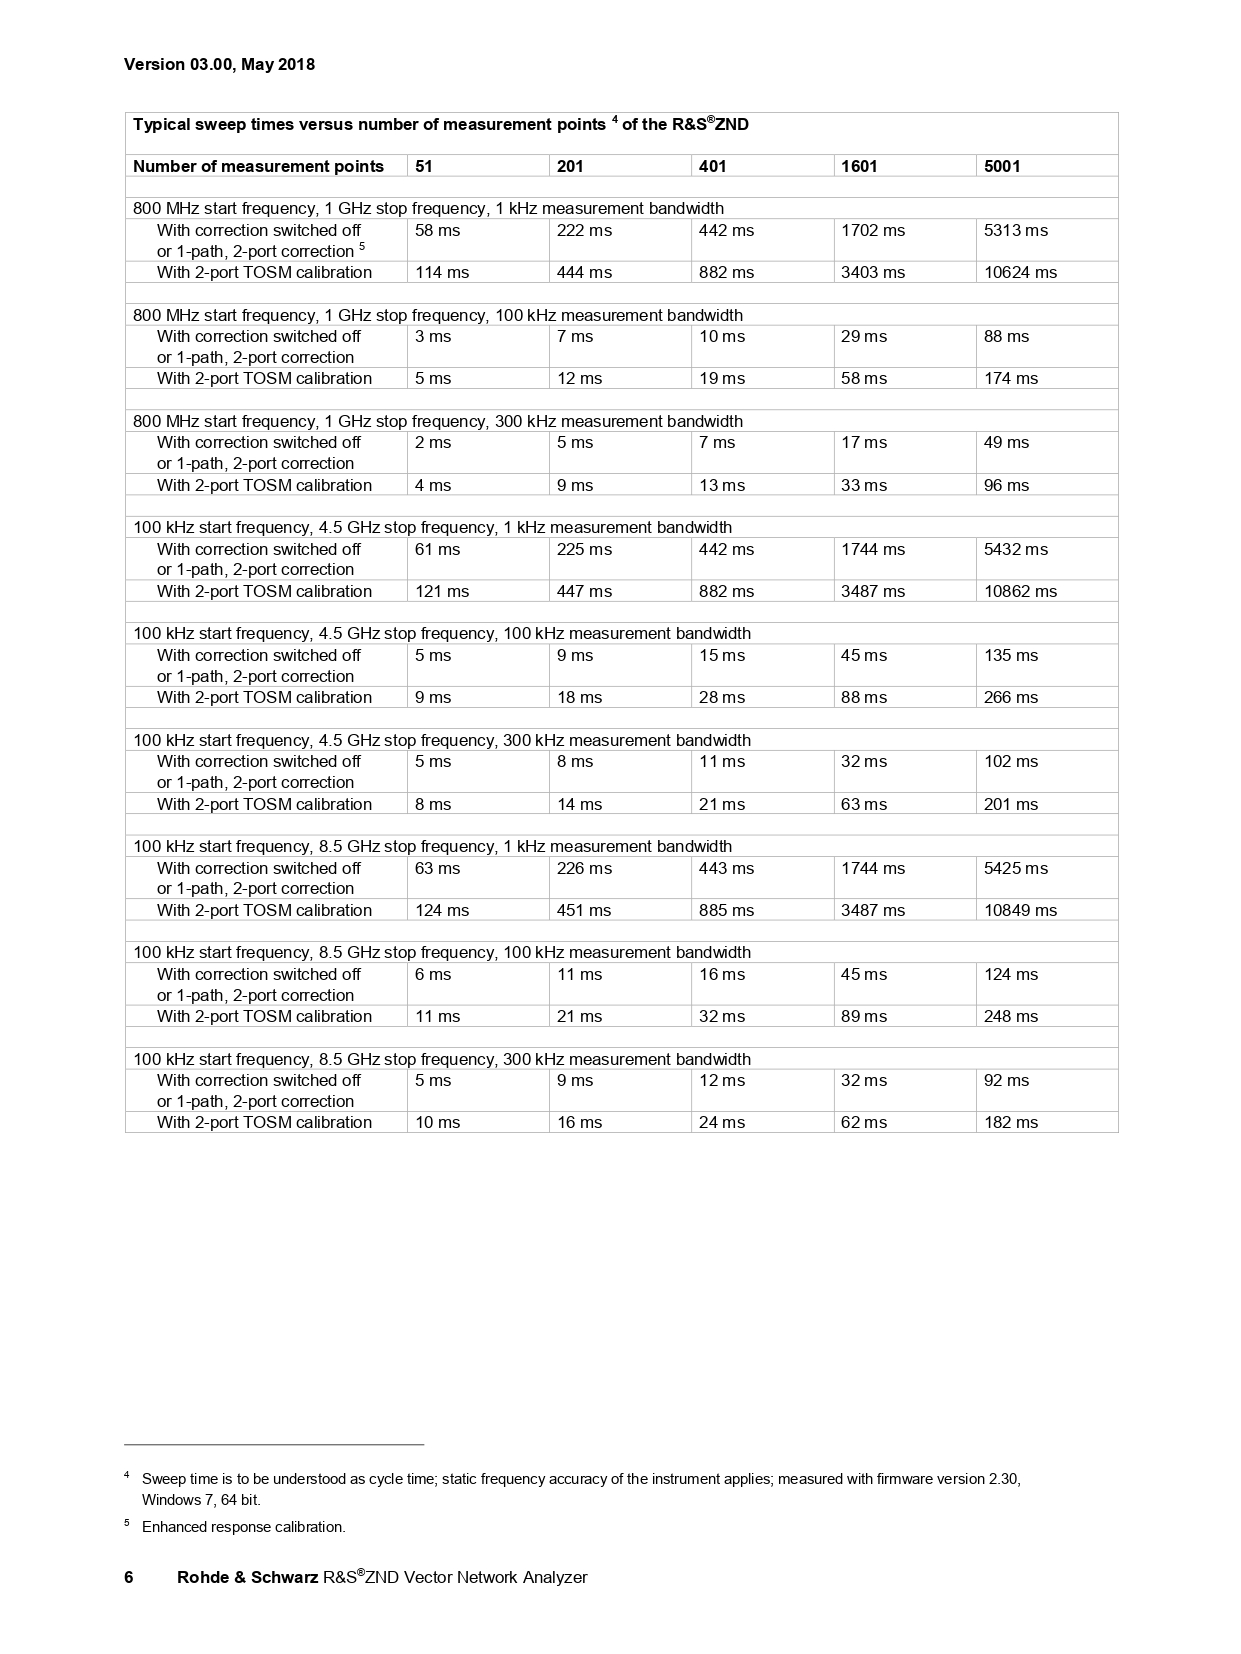 Version 03.00, May 2018
Typical sweep times versus number of measurement points 4 of the R&S®ZND
Number of measurement points 51 201 401 1601 5001
800 MHz start frequency, 1 GHz stop frequency, 1 kHz measurement bandwidth
With correction switched off 58 ms 222 ms 442 ms 1702 ms 5313 ms
or 1-path, 2-port correction 5
With 2-port TOSM calibration 114 ms 444 ms 882 ms 3403 ms 10624 ms
800 MHz start frequency, 1 GHz stop frequency, 100 kHz measurement bandwidth
With correction switched off 3 ms 7 ms 10 ms 29 ms 88 ms
or 1-path, 2-port correction
With 2-port TOSM calibration 5 ms 12 ms 19 ms 58 ms 174 ms
800 MHz start frequency, 1 GHz stop frequency, 300 kHz measurement bandwidth
With correction switched off 2 ms 5 ms 7 ms 17 ms 49 ms
or 1-path, 2-port correction
With 2-port TOSM calibration 4 ms 9 ms 13 ms 33 ms 96 ms
100 kHz start frequency, 4.5 GHz stop frequency, 1 kHz measurement bandwidth
With correction switched off 61 ms 225 ms 442 ms 1744 ms 5432 ms
or 1-path, 2-port correction
With 2-port TOSM calibration 121 ms 447 ms 882 ms 3487 ms 10862 ms
100 kHz start frequency, 4.5 GHz stop frequency, 100 kHz measurement bandwidth
With correction switched off 5 ms 9 ms 15 ms 45 ms 135 ms
or 1-path, 2-port correction
With 2-port TOSM calibration 9 ms 18 ms 28 ms 88 ms 266 ms
100 kHz start frequency, 4.5 GHz stop frequency, 300 kHz measurement bandwidth
With correction switched off 5 ms 8 ms 11 ms 32 ms 102 ms
or 1-path, 2-port correction
With 2-port TOSM calibration 8 ms 14 ms 21 ms 63 ms 201 ms
100 kHz start frequency, 8.5 GHz stop frequency, 1 kHz measurement bandwidth
With correction switched off 63 ms 226 ms 443 ms 1744 ms 5425 ms
or 1-path, 2-port correction
With 2-port TOSM calibration 124 ms 451 ms 885 ms 3487 ms 10849 ms
100 kHz start frequency, 8.5 GHz stop frequency, 100 kHz measurement bandwidth
With correction switched off 6 ms 11 ms 16 ms 45 ms 124 ms
or 1-path, 2-port correction
With 2-port TOSM calibration 11 ms 21 ms 32 ms 89 ms 248 ms
100 kHz start frequency, 8.5 GHz stop frequency, 300 kHz measurement bandwidth
With correction switched off 5 ms 9 ms 12 ms 32 ms 92 ms
or 1-path, 2-port correction
With 2-port TOSM calibration 10 ms 16 ms 24 ms 62 ms 182 ms
4 Sweep time is to be understood as cycle time; static frequency accuracy of the instrument applies; measured with firmware version 2.30,
Windows 7, 64 bit.
5 Enhanced response calibration.
6 Rohde & Schwarz R&S®ZND Vector Network Analyzer